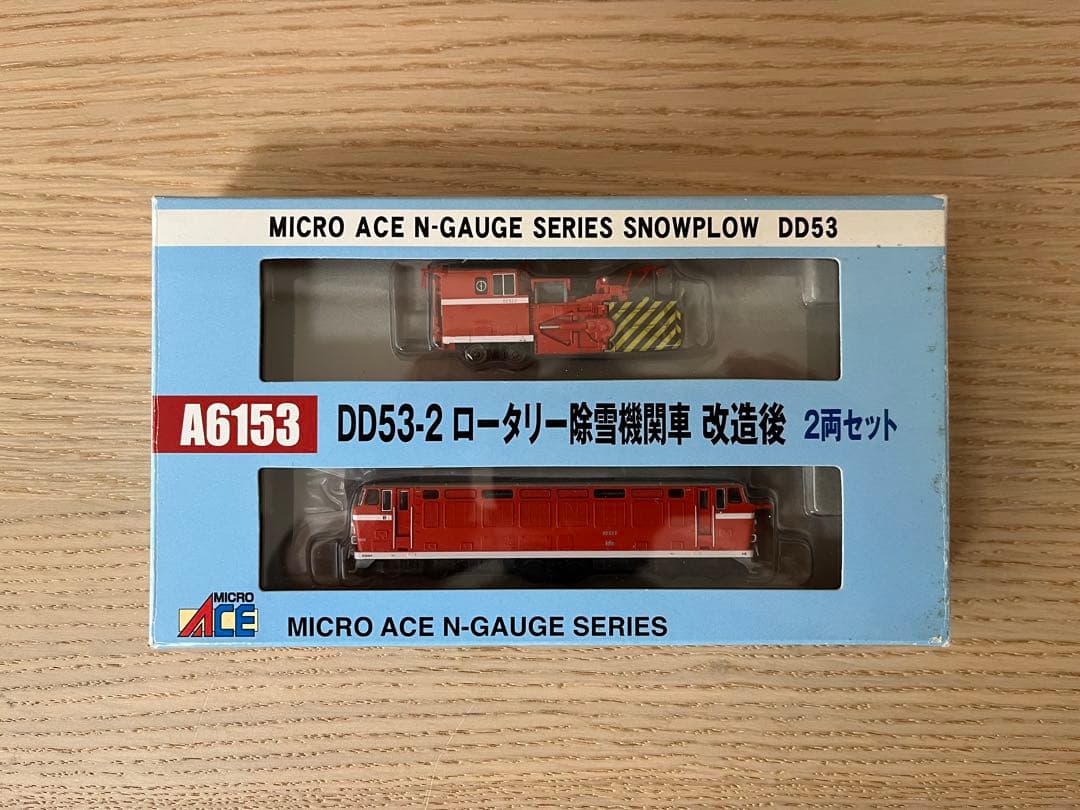 MICRO ACE N-GAUGE SERIES SNOWPLOW DD53
A6153
DD53-2 ロータリー除雪機関車 改造後 2両セット
MICRO
ACE
MICRO ACE N-GAUGE SERIES